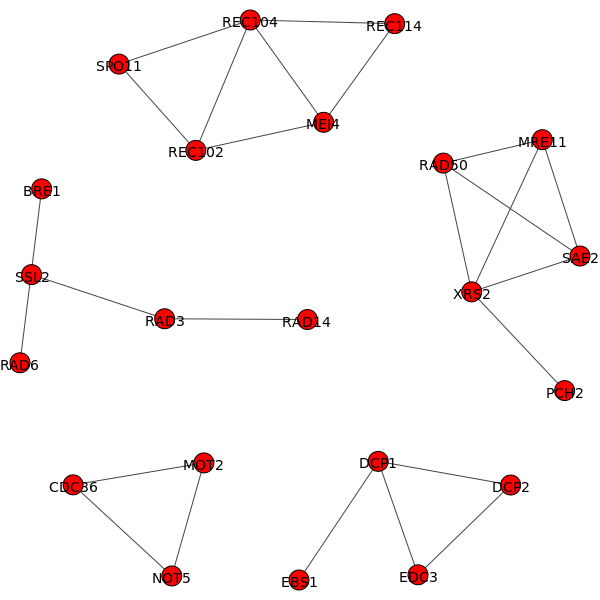 REC104
REC114
SPO11
MEI4
REC102
MRE11
RAD50
BRE1
SAE2
SSL2
XRS2
RAD3
RAD14
RAD6
PCH2
MOT2
DCP1
CDC36
DCP2
NOT5
EDC3
EBS1